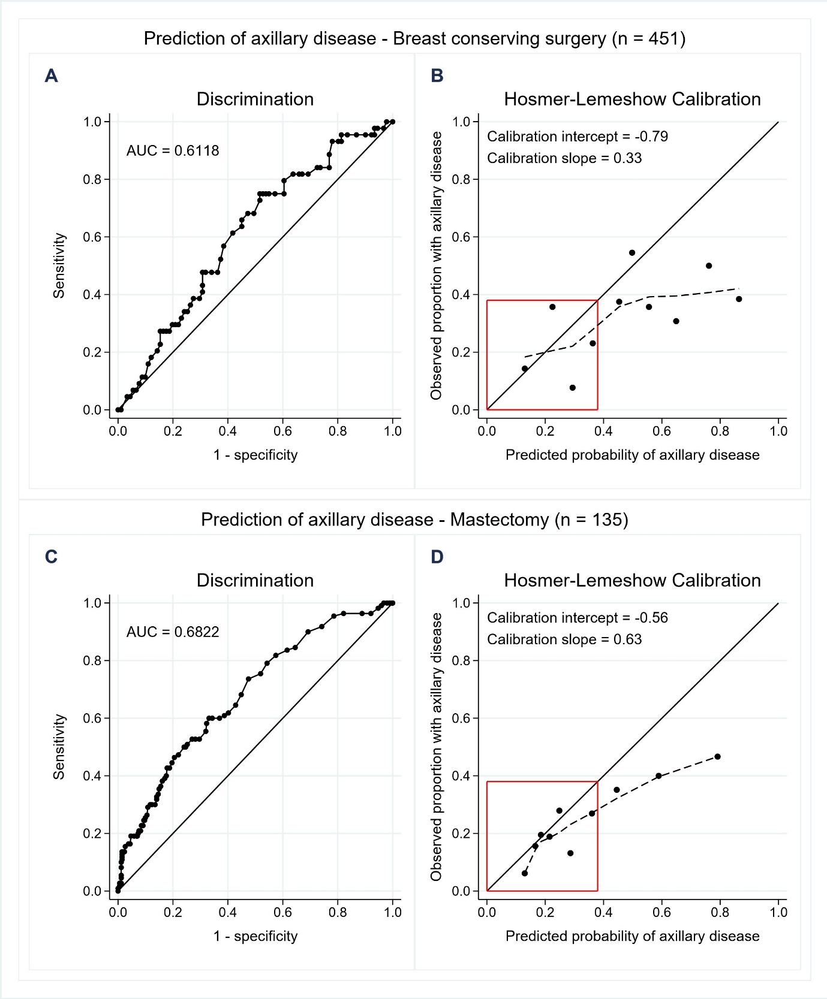 Prediction of axillary disease - Breast conserving surgery (n = 451)
A
Discrimination
AUC = 0.6118
Sensitivity
1.0
0.8
0.6
0.4
0.2
0.0
0.0 0.2 0.4 0.6 0.8 1.0
1 - specificity
B
Hosmer-Lemeshow Calibration
Calibration intercept = -0.79
Calibration slope = 0.33
Observed proportion with axillary disease
1.0
0.8
0.6
0.4
0.2
0.0
0.0 0.2 0.4 0.6 0.8 1.0
Predicted probability of axillary disease
Prediction of axillary disease - Mastectomy (n = 135)
C
Discrimination
AUC = 0.6822
Sensitivity
1.0
0.8
0.6
0.4
0.2
0.0
0.0 0.2 0.4 0.6 0.8 1.0
1 - specificity
D
Hosmer-Lemeshow Calibration
Calibration intercept = -0.56
Calibration slope = 0.63
Observed proportion with axillary disease
1.0
0.8
0.6
0.4
0.2
0.0
0.0 0.2 0.4 0.6 0.8 1.0
Predicted probability of axillary disease